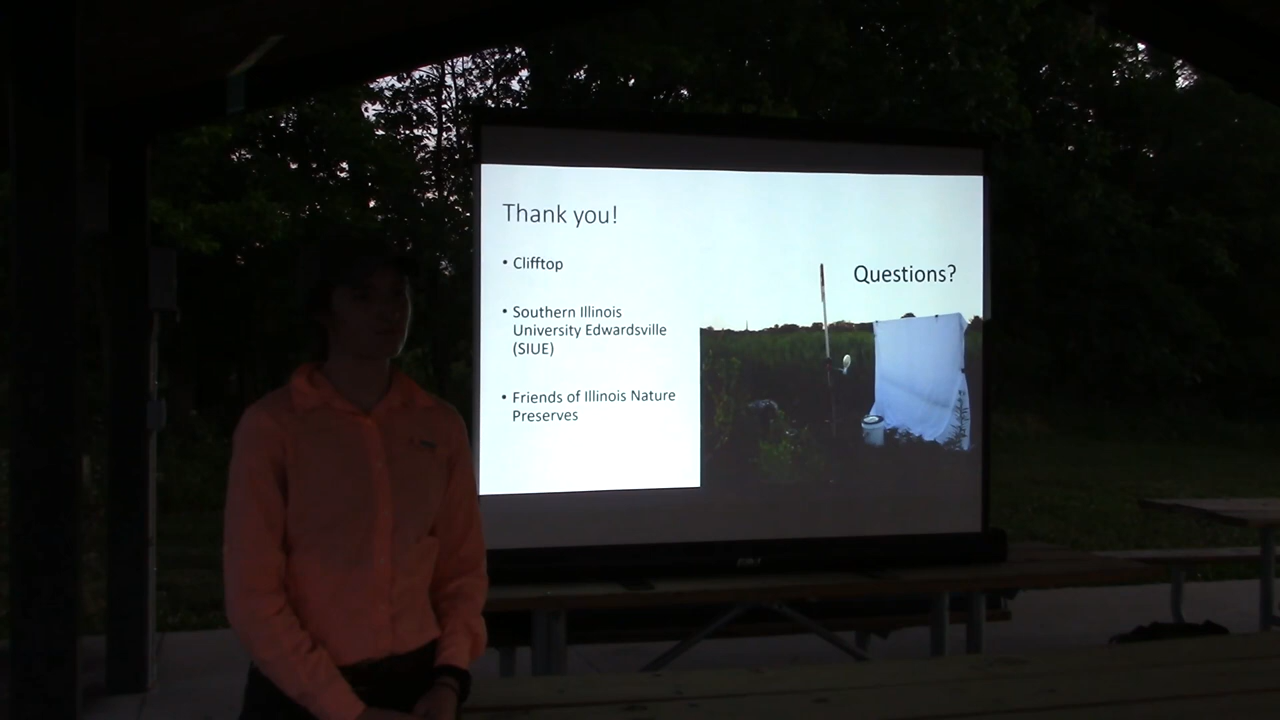 Thank you!
• Clifftop
• Southern Illinois
University Edwardsville
(SIUE)
• Friends of Illinois Nature
Preserves
Questions?